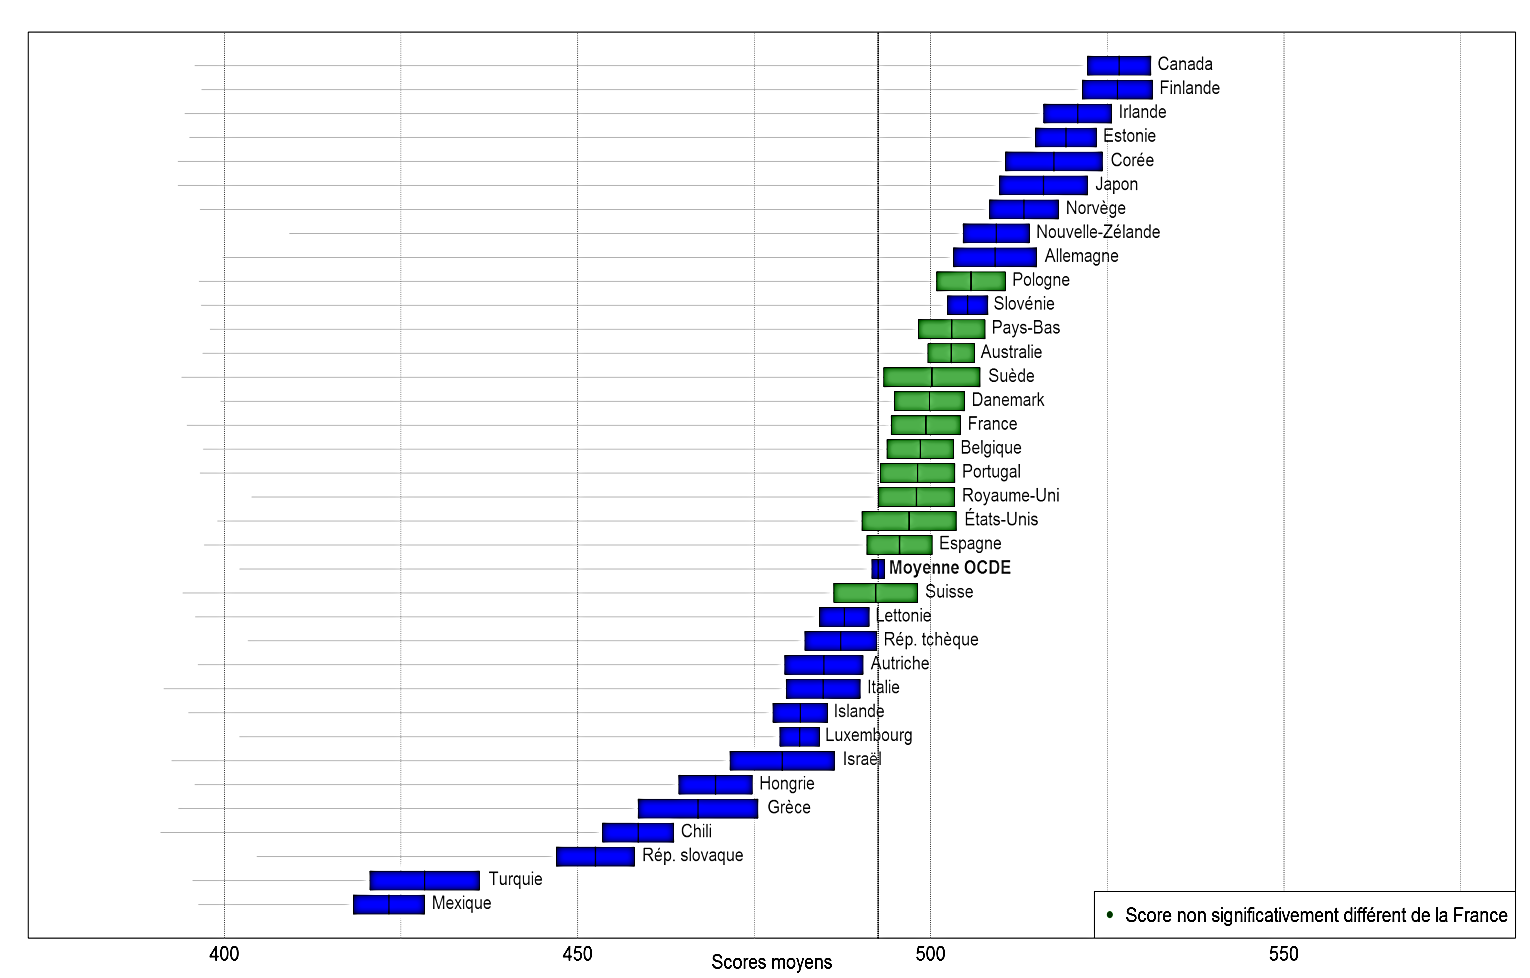 Canada
Finlande
Irlande
Estonie
Corée
Japon
Norvège
Nouvelle-Zélande
Allemagne
Pologne
Slovénie
Pays-Bas
Australie
Suède
Danemark
France
Belgique
Portugal
Royaume-Uni
États-Unis
Espagne
Moyenne OCDE
Suisse
Lettonie
Rép. tchèque
Autriche
Italie
Islande
Luxembourg
Israël
Hongrie
Grèce
Chili
Rép. slovaque
Turquie
Mexique
Score non significativement différent de la France
400 450 500 550
Scores moyens